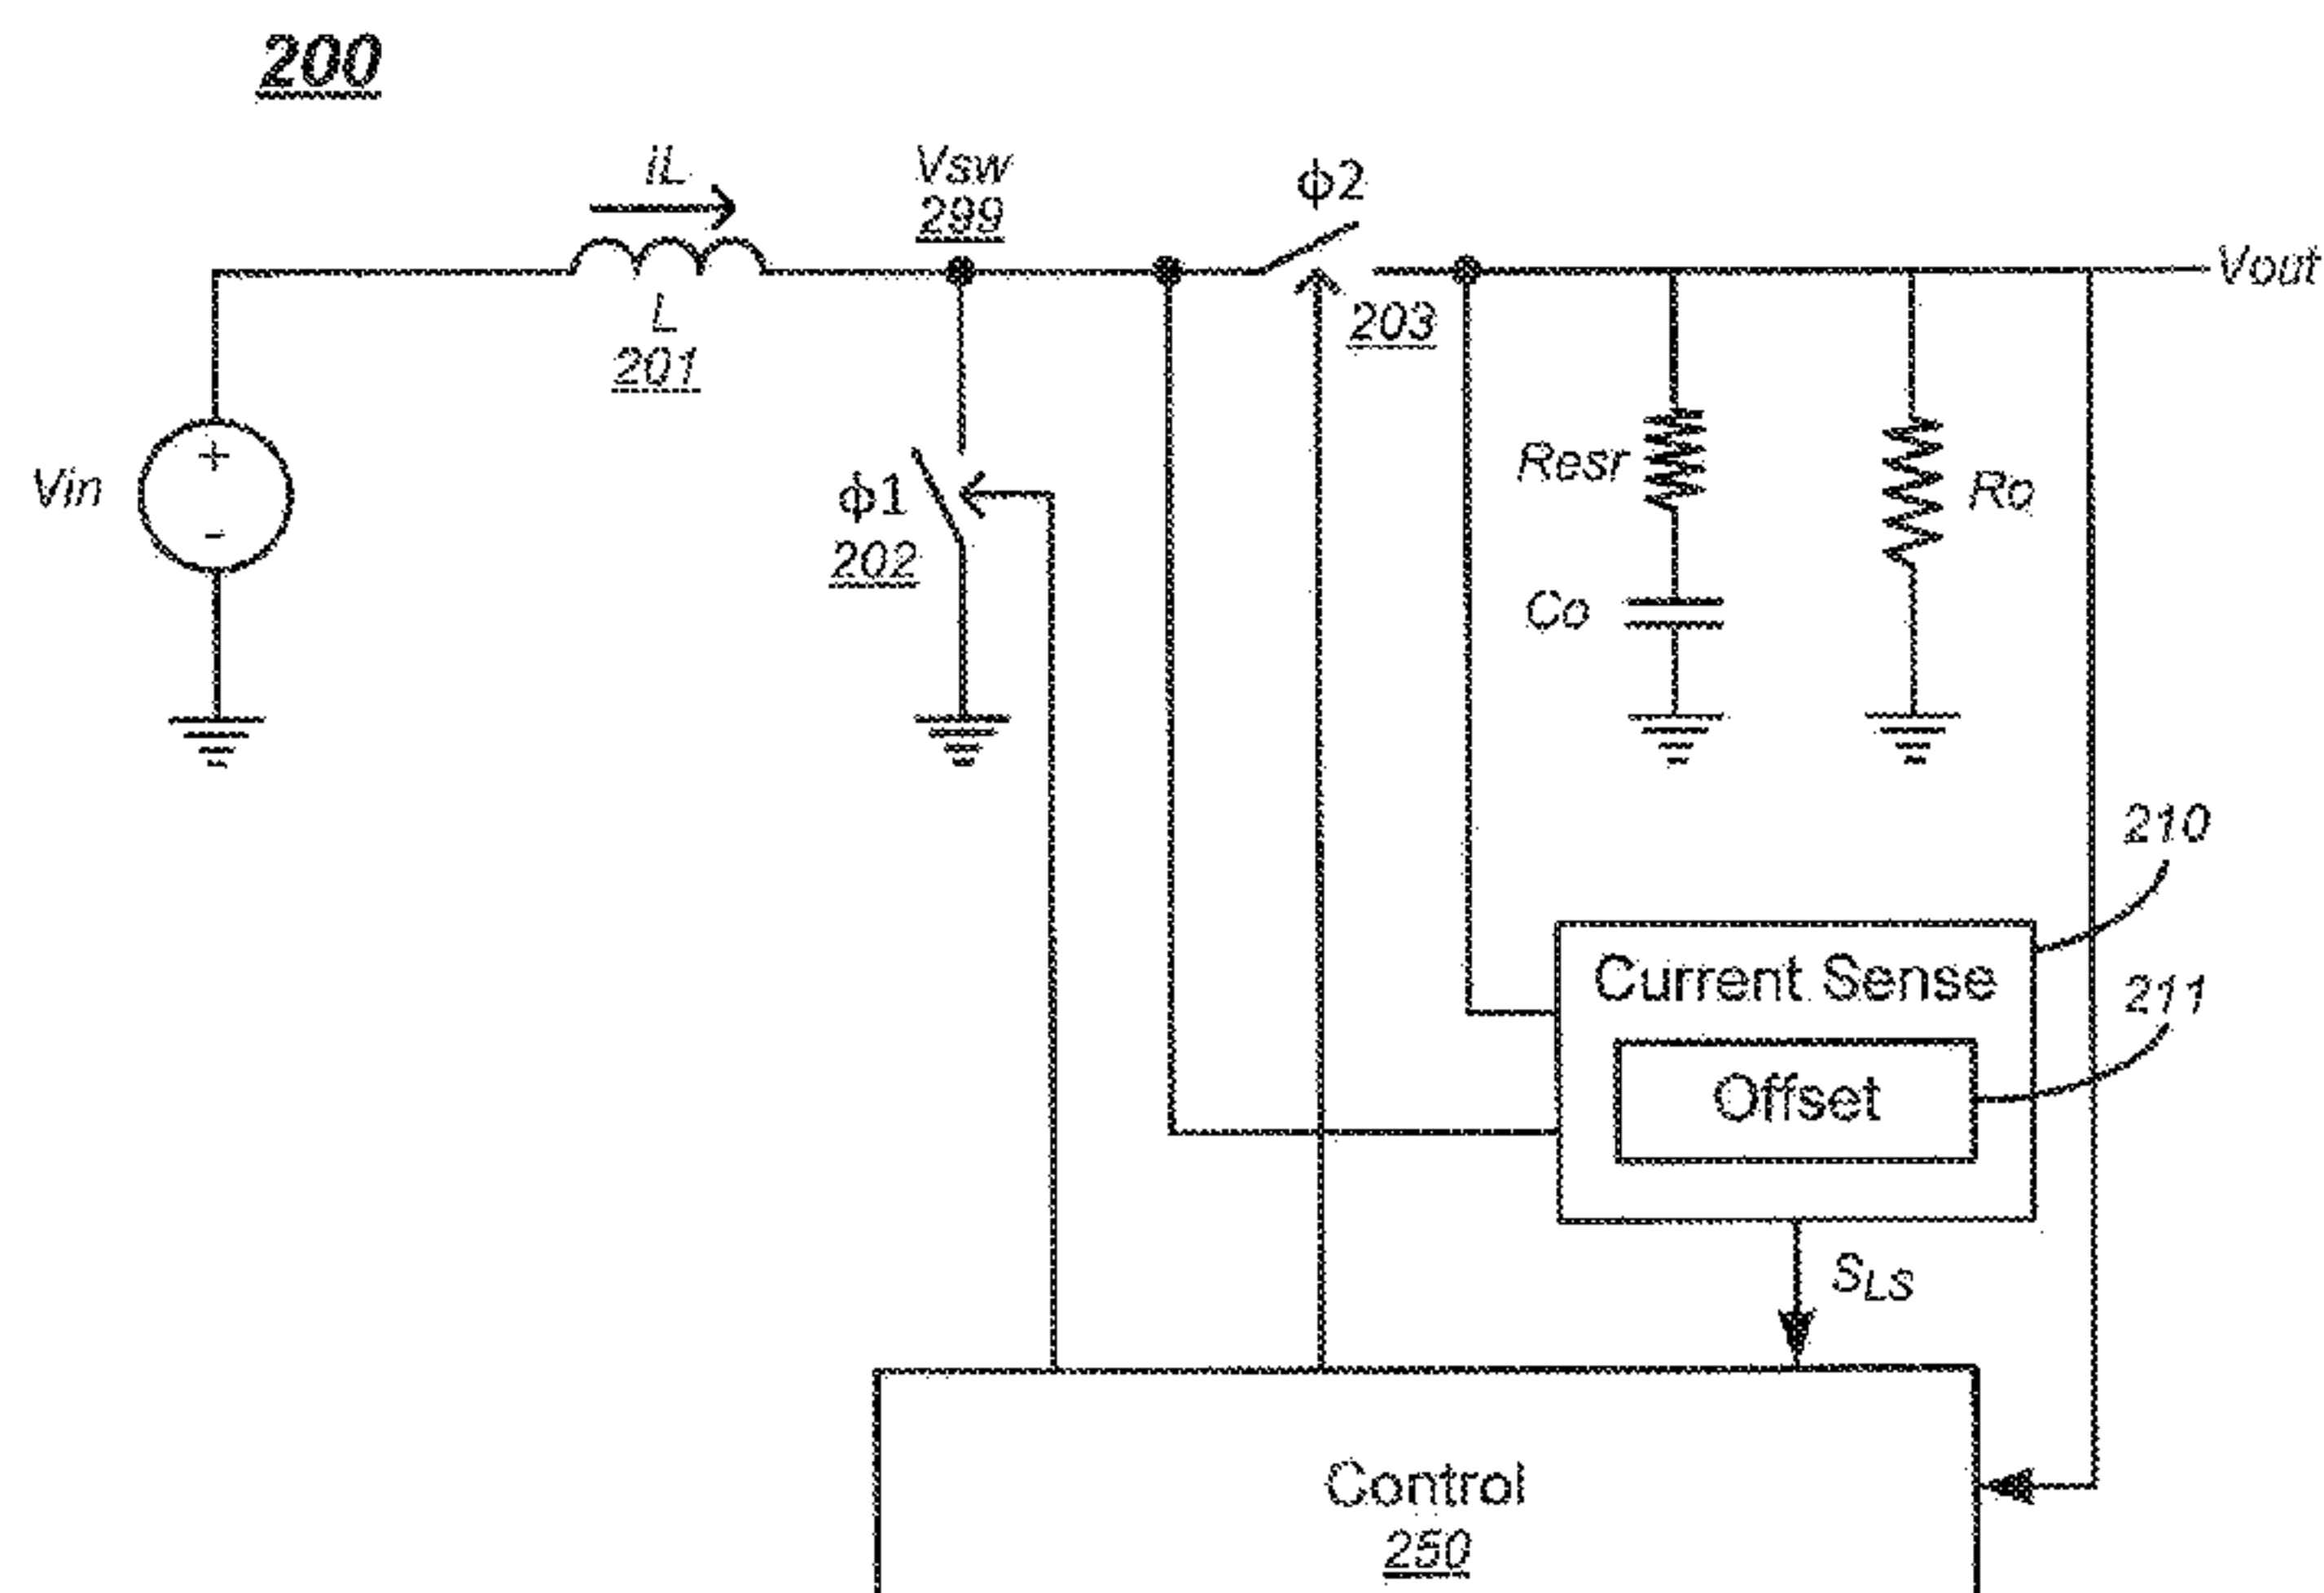 200
iL
Vsw
299
ϕ2
Vout
L
201
203
Vin
+
-
ϕ1
202
Resr
Ro
Co
210
Current Sense
211
Offset
SLS
Control
250